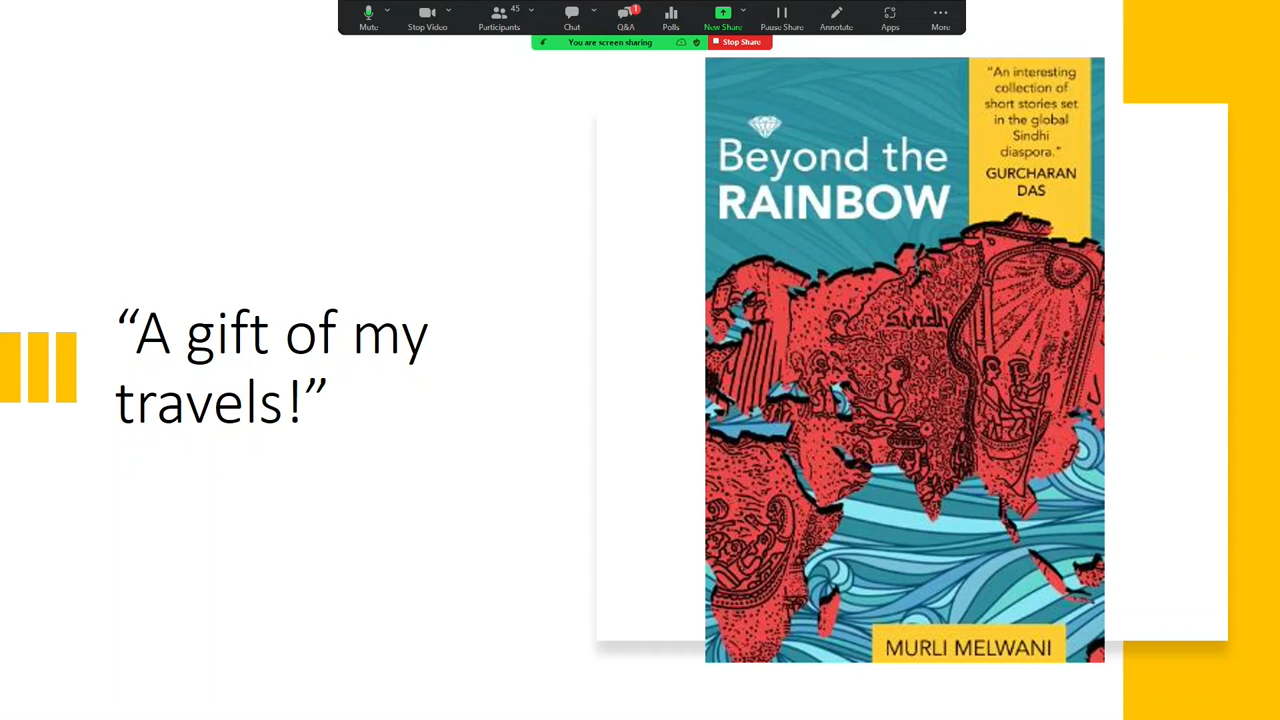 45
1
Mute
Stop Video
Participants
Chat
Q&A
Polls
New Share
Pause Share
Annotate
Apps
More
You are screen sharing
Stop Share
“A gift of my
travels!”
Beyond the
RAINBOW
“An interesting
collection of
short stories set
in the global
Sindhi
diaspora.”
GURCHARAN
DAS
sindh
MURLI MELWANI